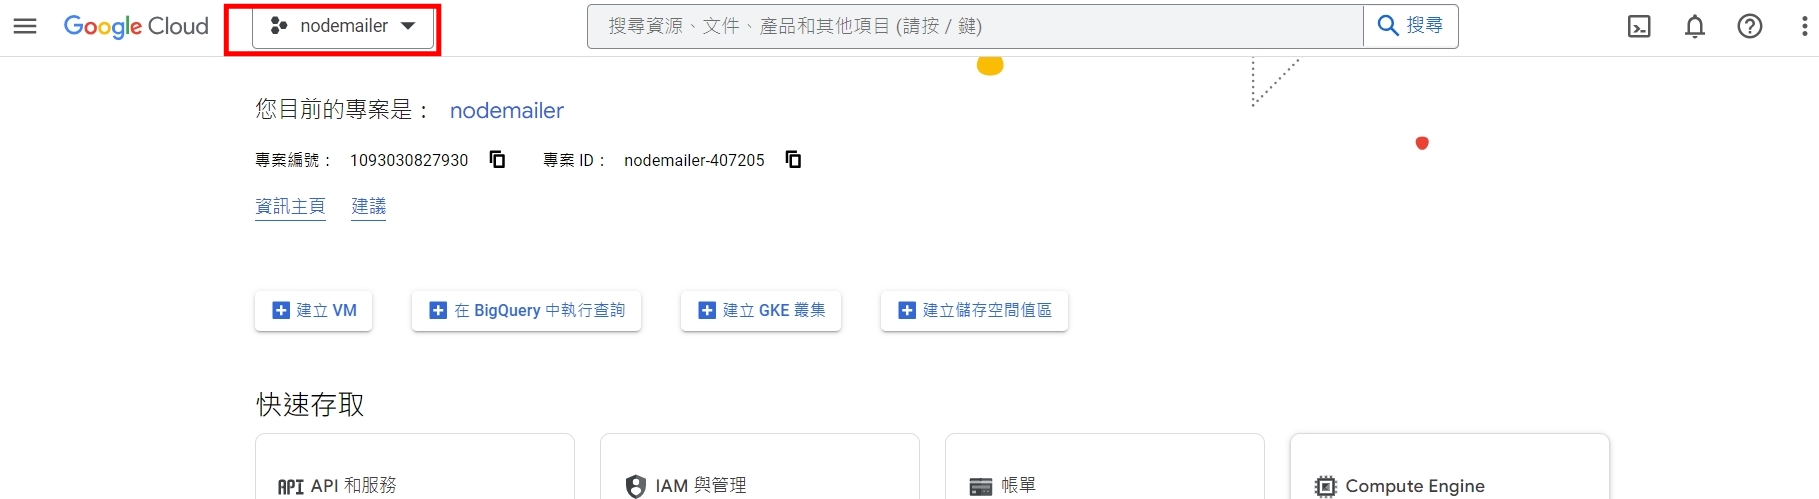 Google Cloud
nodemailer
搜尋資源、文件、產品和其他項目 (請按 / 鍵)
搜尋
您目前的專案是： nodemailer
專案編號： 1093030827930 專案 ID： nodemailer-407205
資訊主頁 建議
建立 VM
在 BigQuery 中執行查詢
建立 GKE 叢集
建立儲存空間值區
快速存取
API API 和服務
IAM 與管理
帳單
Compute Engine